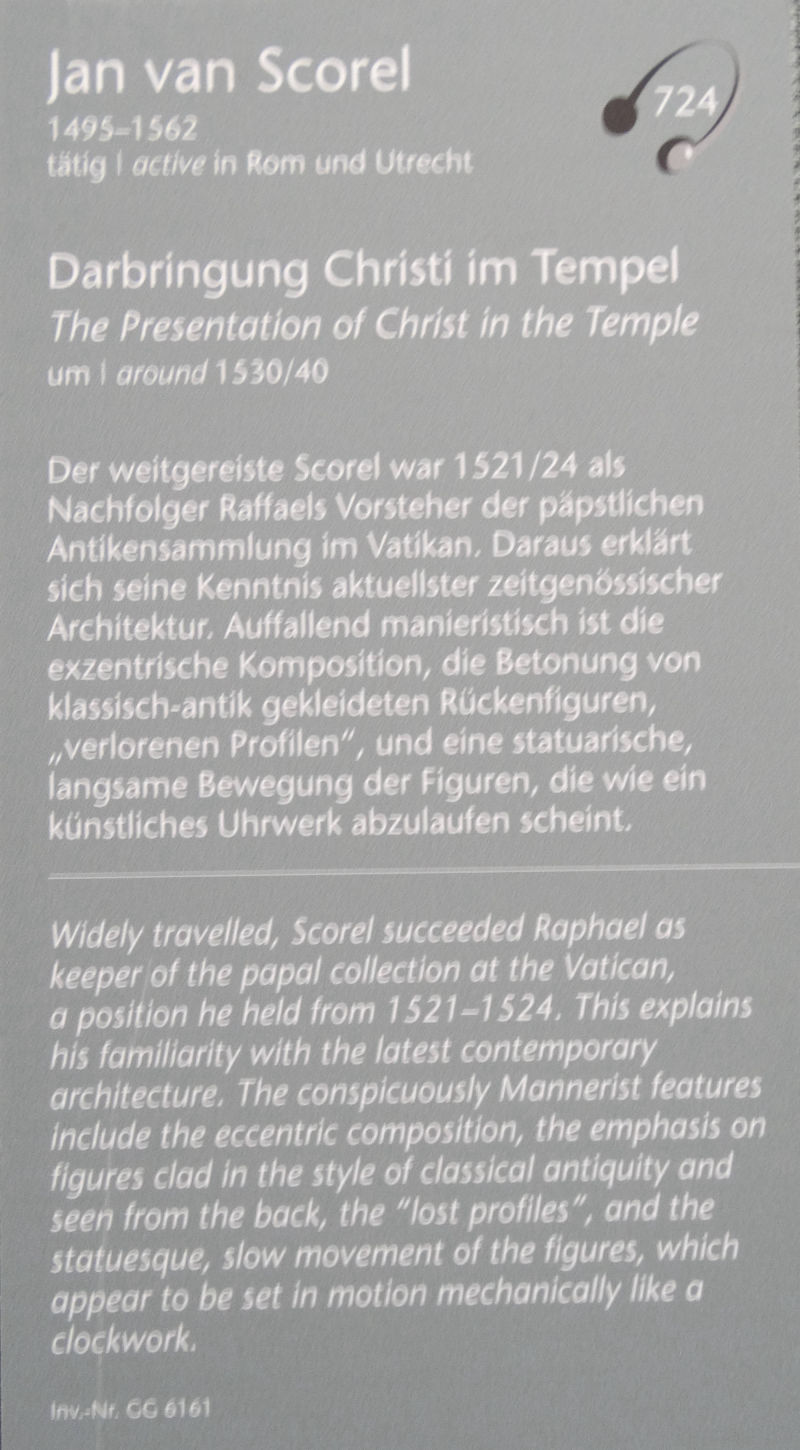 Jan van Scorel
724
1495–1562
tätig | active in Rom und Utrecht
Darbringung Christi im Tempel
The Presentation of Christ in the Temple
um | around 1530/40
Der weitgereiste Scorel war 1521/24 als
Nachfolger Raffaels Vorsteher der päpstlichen
Antikensammlung im Vatikan. Daraus erklärt
sich seine Kenntnis aktuellster zeitgenössischer
Architektur. Auffallend manieristisch ist die
exzentrische Komposition, die Betonung von
klassisch-antik gekleideten Rückenfiguren,
„verlorenen Profilen“, und eine statuarische,
langsame Bewegung der Figuren, die wie ein
künstliches Uhrwerk abzulaufen scheint.
Widely travelled, Scorel succeeded Raphael as
keeper of the papal collection at the Vatican,
a position he held from 1521–1524. This explains
his familiarity with the latest contemporary
architecture. The conspicuously Mannerist features
include the eccentric composition, the emphasis on
figures clad in the style of classical antiquity and
seen from the back, the “lost profiles”, and the
statuesque, slow movement of the figures, which
appear to be set in motion mechanically like a
clockwork.
Inv.-Nr. GG 6161